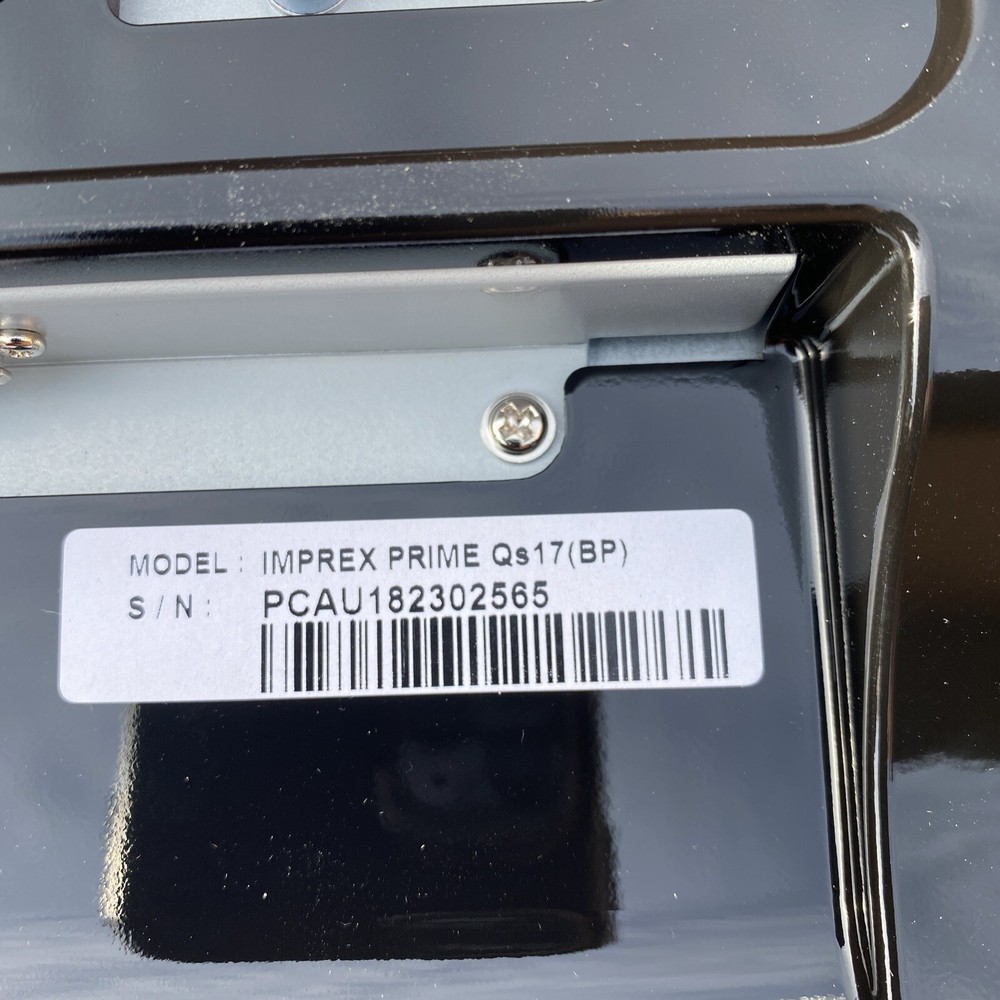 MODEL : IMPREX PRIME Qs17(BP)
S / N : PCAU182302565